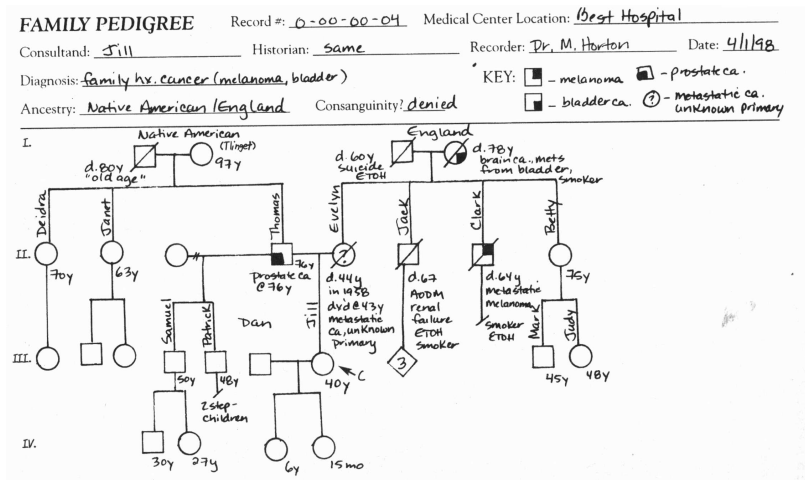 FAMILY PEDIGREE Record #: 0-00-00-04 Medical Center Location: Best Hospital
Consultand: Jill Historian: same Recorder: Dr. M. Horton Date: 4/1/98
Diagnosis: family hx. cancer (melanoma, bladder)
KEY: - melanoma - prostate ca.
Ancestry: Native American/England Consanguinity? denied
- bladder ca. ? - metastatic ca. unknown primary
I.
Native American
(Tlinget)
97y
d. 80y
"old age"
England
d. 60y
suicide
ETOH
d. 78y
brain ca., mets
from bladder,
smoker
Deidra
Janet
Thomas
Evelyn
Jack
Clark
Betty
II.
70y
63y
76y
prostate ca
@ 76y
?
d. 44y
in 1958
dxd @ 43y
metastatic
ca, unknown
primary
d. 67
AODM
renal
failure
ETOH
smoker
d. 64y
metastatic
melanoma
smoker
ETOH
75y
Samuel
Patrick
Dan
Jill
Mark
Judy
III.
50y
48y
2 step-
children
40y
C
3
45y
48y
IV.
30y
27y
6y
15mo